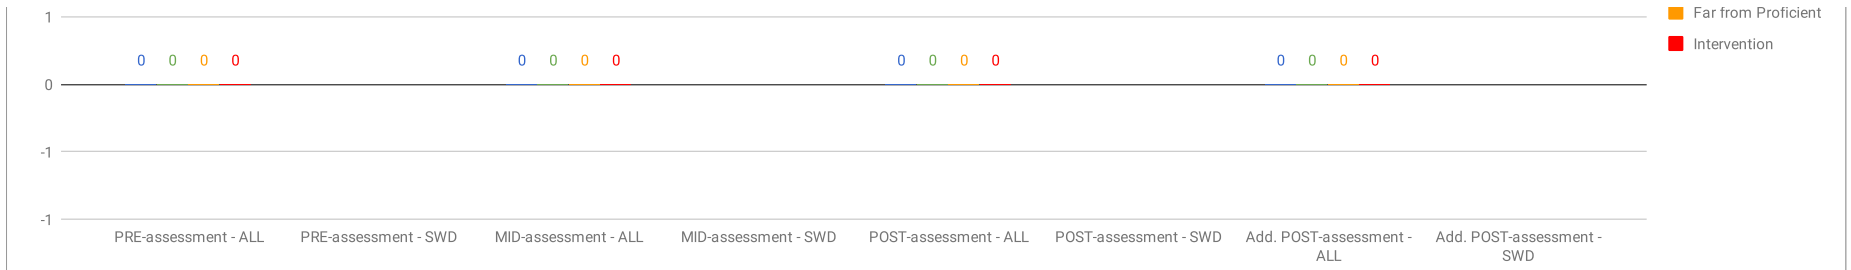 1
Far from Proficient
Intervention
0 0 0 0 0 0 0 0 0 0 0 0 0 0 0 0
0
-1
-1
PRE-assessment - ALL
PRE-assessment - SWD
MID-assessment - ALL
MID-assessment - SWD
POST-assessment - ALL
POST-assessment - SWD
Add. POST-assessment -
ALL
Add. POST-assessment -
SWD